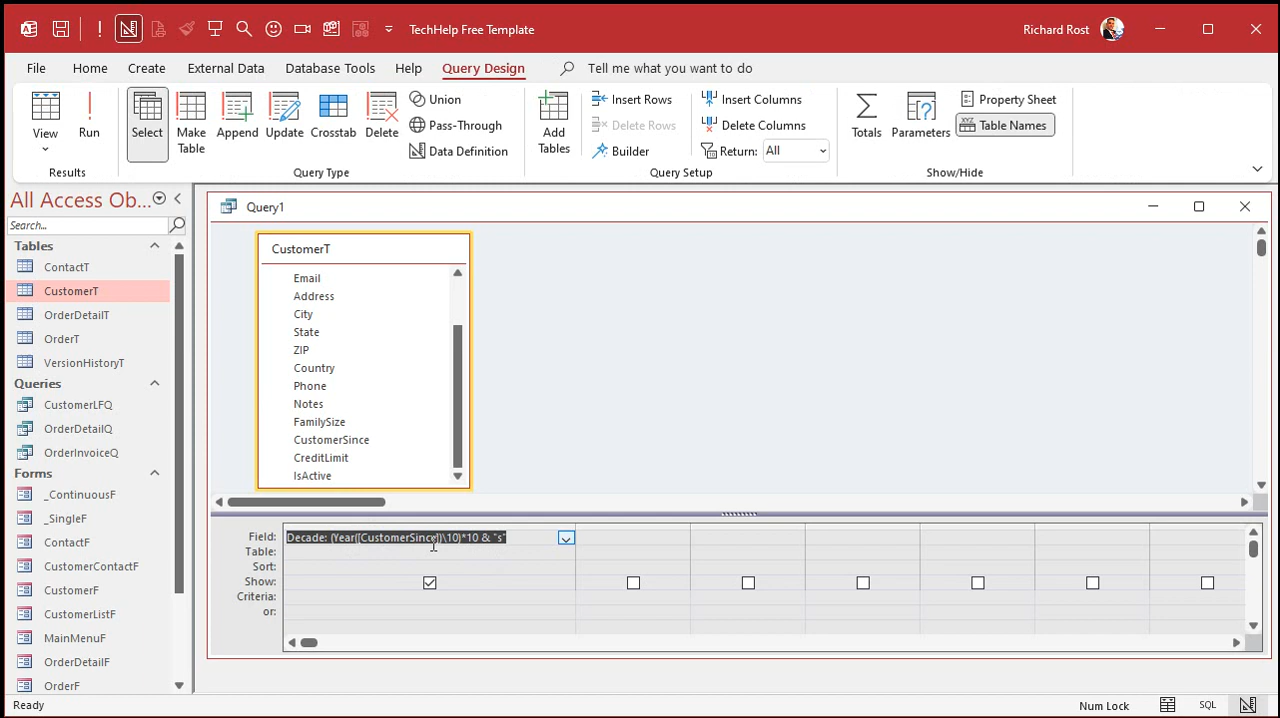 TechHelp Free Template
Richard Rost
File Home Create External Data Database Tools Help Query Design Tell me what you want to do
View
Run
Results
Select
Make Table
Append
Update
Crosstab
Delete
Union
Pass-Through
Data Definition
Query Type
Add Tables
Insert Rows
Delete Rows
Builder
Insert Columns
Delete Columns
Return: All
Query Setup
Totals
Parameters
Property Sheet
XYZ
Table Names
Show/Hide
All Access Ob...
Search...
Tables
ContactT
CustomerT
OrderDetailT
OrderT
VersionHistoryT
Queries
CustomerLFQ
OrderDetailQ
OrderInvoiceQ
Forms
_ContinuousF
_SingleF
ContactF
CustomerContactF
CustomerF
CustomerListF
MainMenuF
OrderDetailF
OrderF
Query1
CustomerT
Email
Address
City
State
ZIP
Country
Phone
Notes
FamilySize
CustomerSince
CreditLimit
IsActive
Field: Decade: (Year([CustomerSince])\10)*10 & "s"
Table:
Sort:
Show:
Criteria:
or:
Ready
Num Lock
SQL